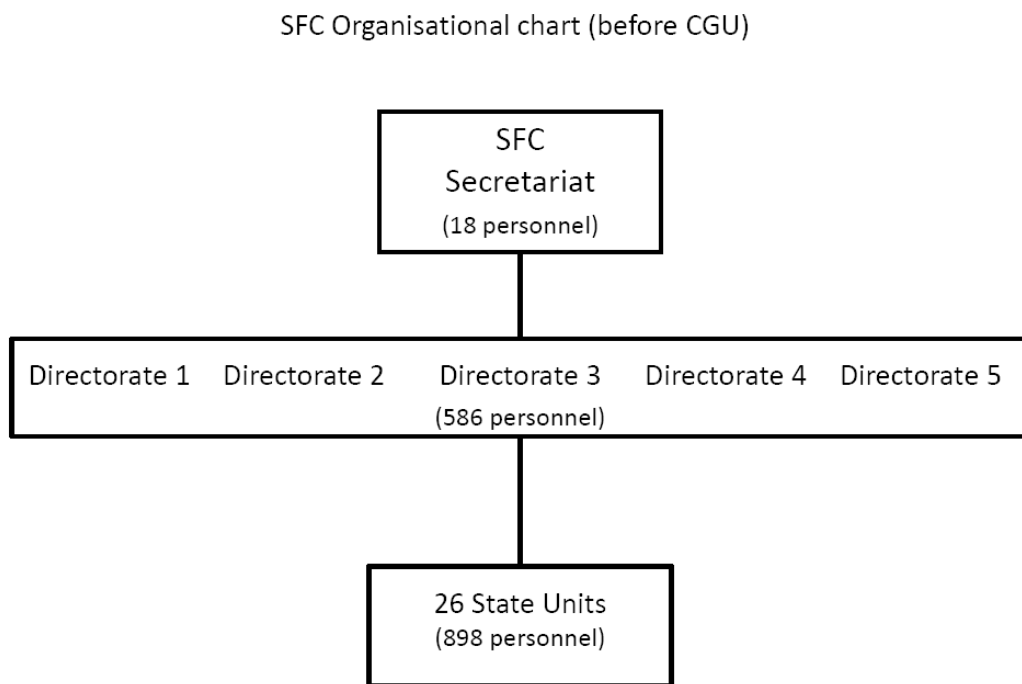 SFC Organisational chart (before CGU)
SFC
Secretariat
(18 personnel)
Directorate 1 Directorate 2 Directorate 3 Directorate 4 Directorate 5
(586 personnel)
26 State Units
(898 personnel)